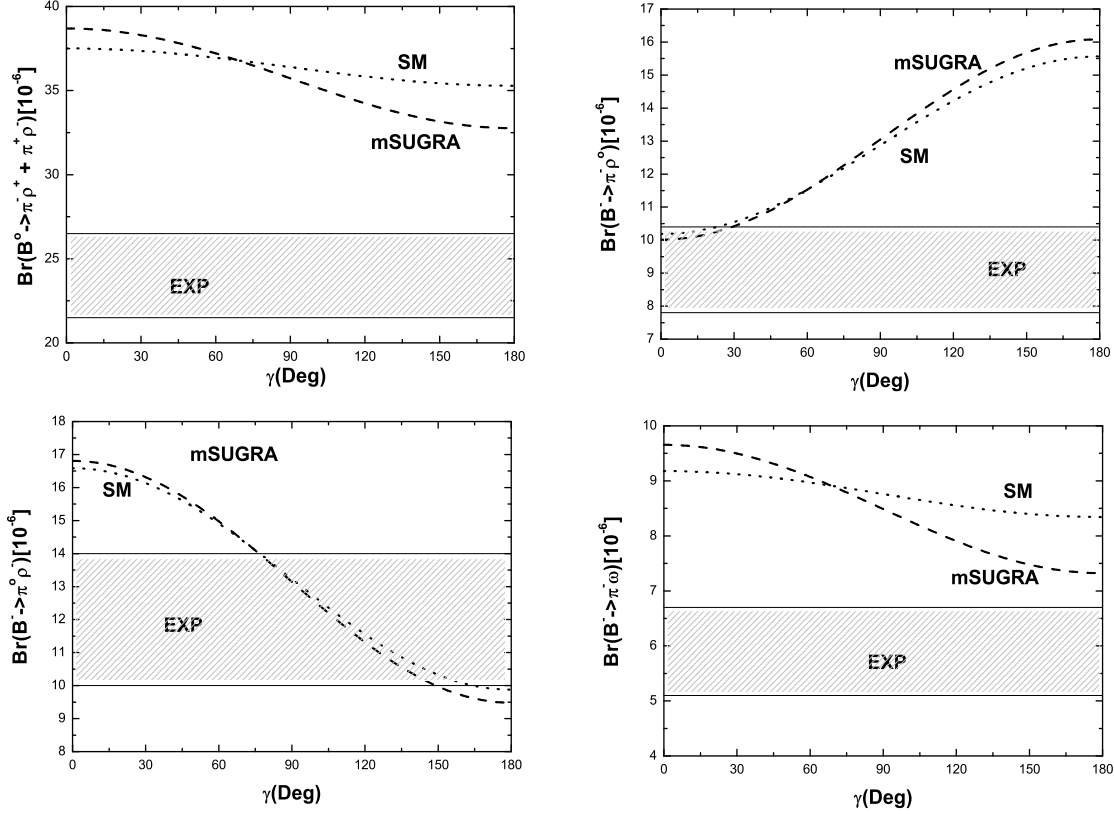 Br(B⁰->π⁻ρ⁺ + π⁺ρ⁻)[10⁻⁶]
40
35
30
25
20
SM
mSUGRA
EXP
0 30 60 90 120 150 180
γ(Deg)
Br(B⁻->π⁻ρ⁰)[10⁻⁶]
17
16
15
14
13
12
11
10
9
8
7
mSUGRA
SM
EXP
0 30 60 90 120 150 180
γ(Deg)
Br(B⁻->π⁰ρ⁻)[10⁻⁶]
18
17
16
15
14
13
12
11
10
9
8
mSUGRA
SM
EXP
0 30 60 90 120 150 180
γ(Deg)
Br(B⁻->π⁻ω)[10⁻⁶]
10
9
8
7
6
5
4
SM
mSUGRA
EXP
0 30 60 90 120 150 180
γ(Deg)